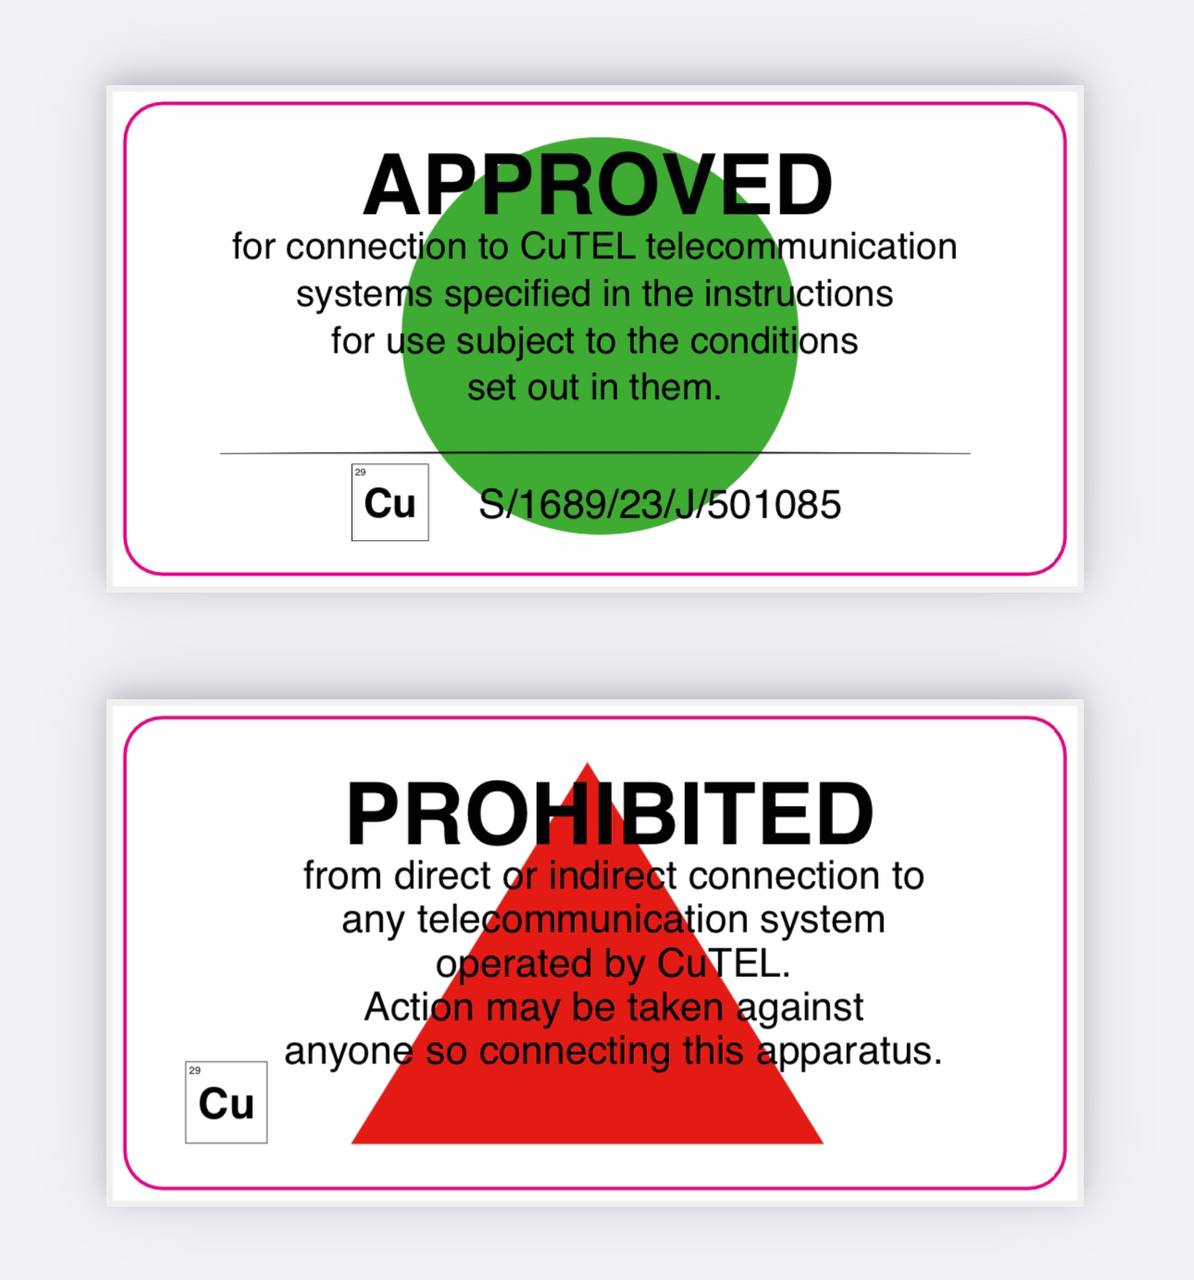 APPROVED
for connection to CuTEL telecommunication
systems specified in the instructions
for use subject to the conditions
set out in them.
29
Cu
S/1689/23/J/501085
PROHIBITED
from direct or indirect connection to
any telecommunication system
operated by CuTEL.
Action may be taken against
anyone so connecting this apparatus.
29
Cu